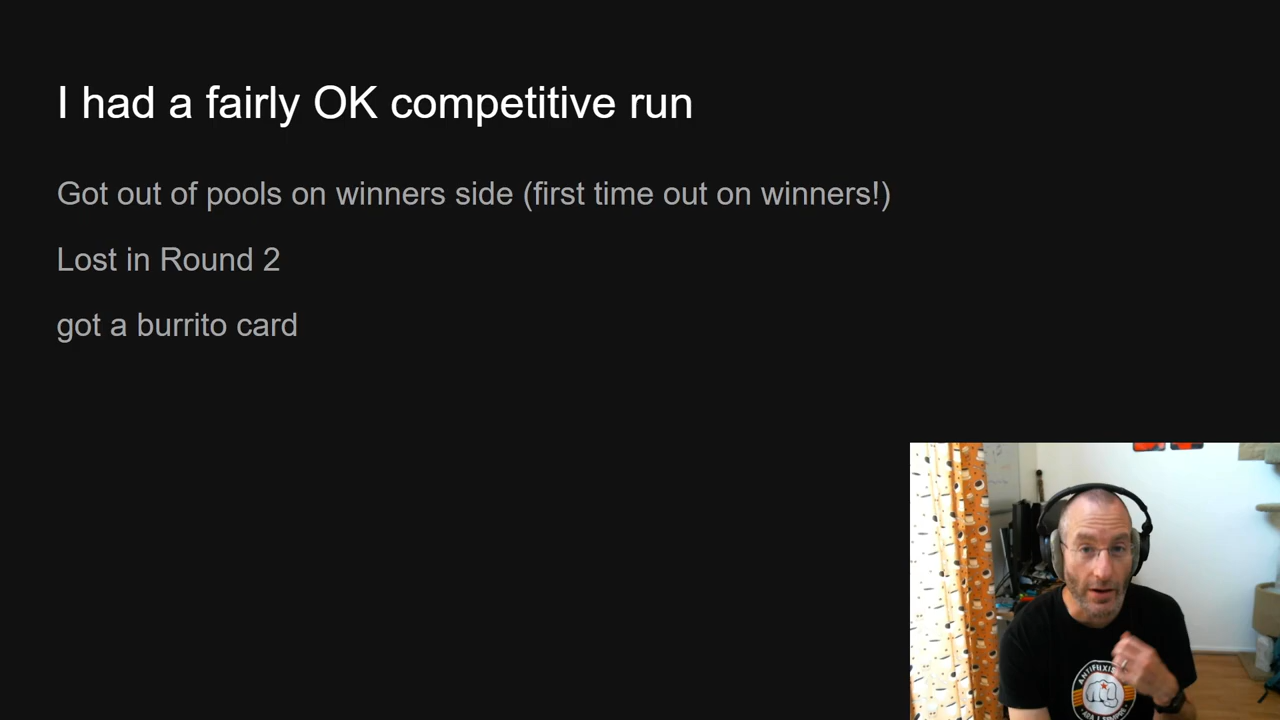 I had a fairly OK competitive run
Got out of pools on winners side (first time out on winners!)
Lost in Round 2
got a burrito card